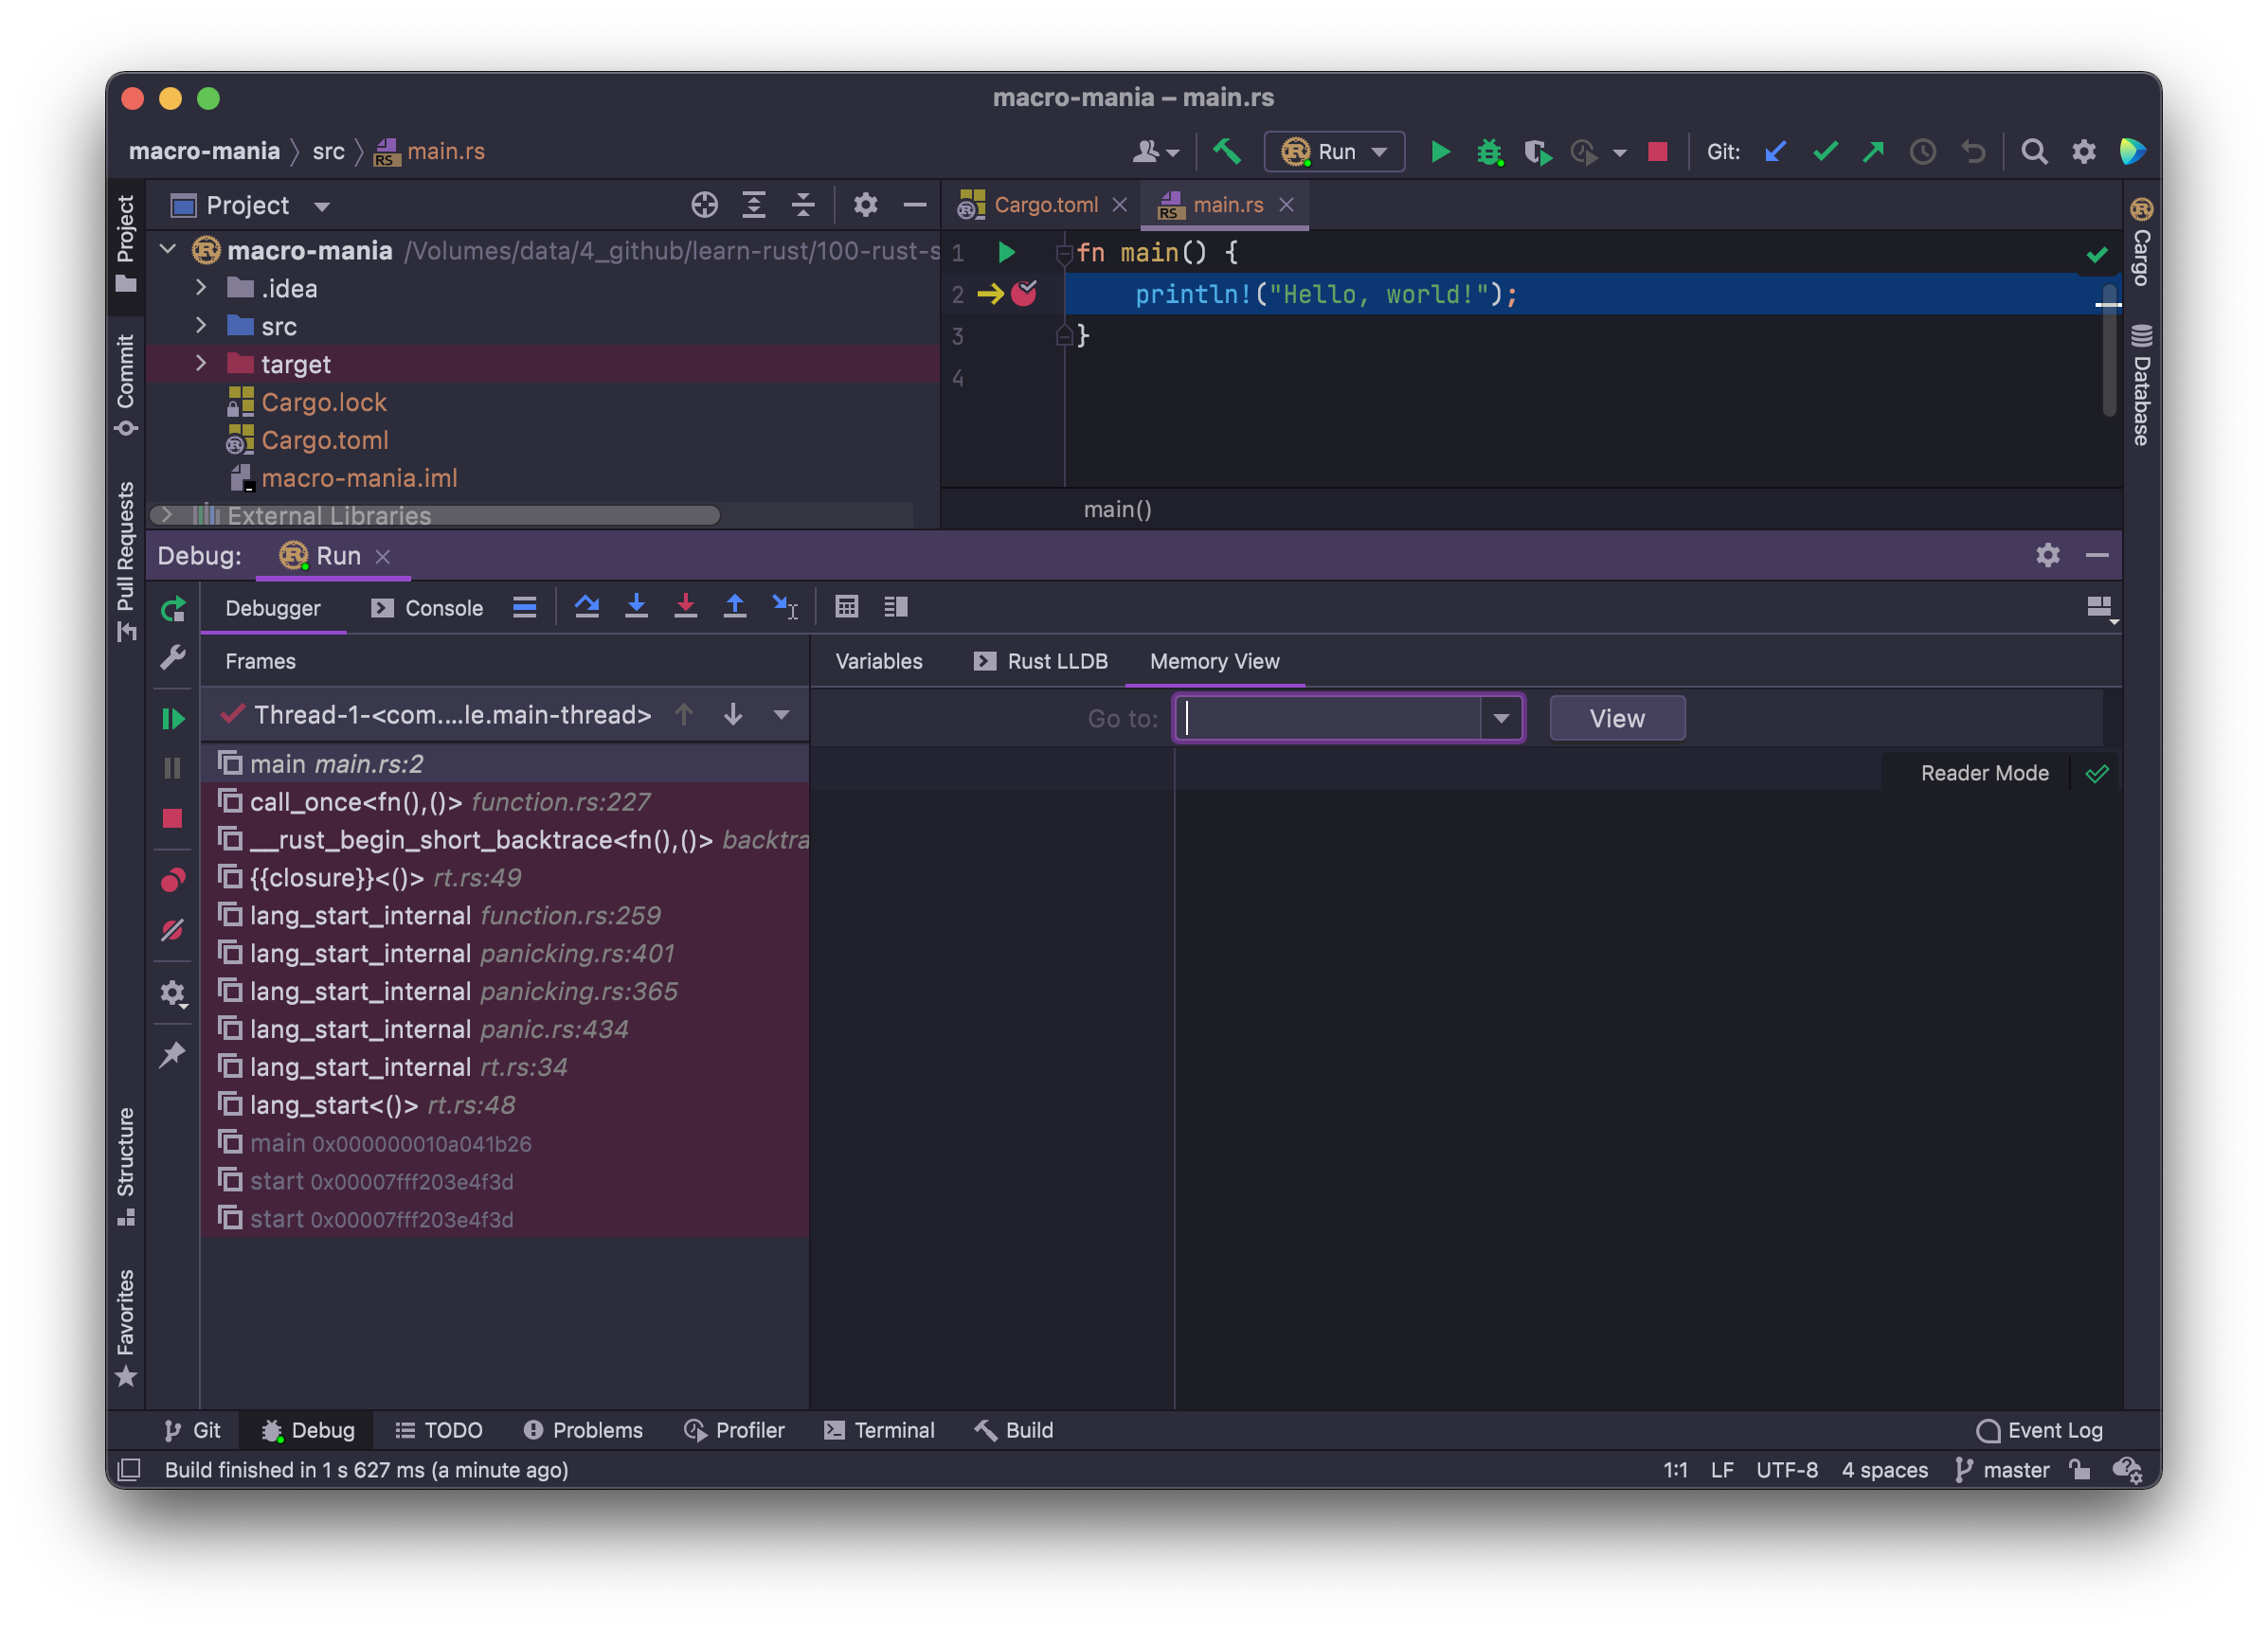 macro-mania – main.rs
macro-mania 〉 src 〉 main.rs
Run
Git:
Project
Cargo.toml
main.rs
macro-mania /Volumes/data/4_github/learn-rust/100-rust-s
.idea
src
target
Cargo.lock
Cargo.toml
macro-mania.iml
External Libraries
1 fn main() {
2 println!("Hello, world!");
3 }
4
main()
Project
Commit
Pull Requests
Structure
Favorites
Cargo
Database
Debug: Run
Debugger Console
Frames
Variables Rust LLDB Memory View
Thread-1-<com....le.main-thread>
Go to: View
Reader Mode
main main.rs:2
call_once<fn(),()> function.rs:227
__rust_begin_short_backtrace<fn(),()> backtra
{{closure}}<()> rt.rs:49
lang_start_internal function.rs:259
lang_start_internal panicking.rs:401
lang_start_internal panicking.rs:365
lang_start_internal panic.rs:434
lang_start_internal rt.rs:34
lang_start<()> rt.rs:48
main 0x000000010a041b26
start 0x00007fff203e4f3d
start 0x00007fff203e4f3d
Git Debug TODO Problems Profiler Terminal Build Event Log
Build finished in 1 s 627 ms (a minute ago) 1:1 LF UTF-8 4 spaces master